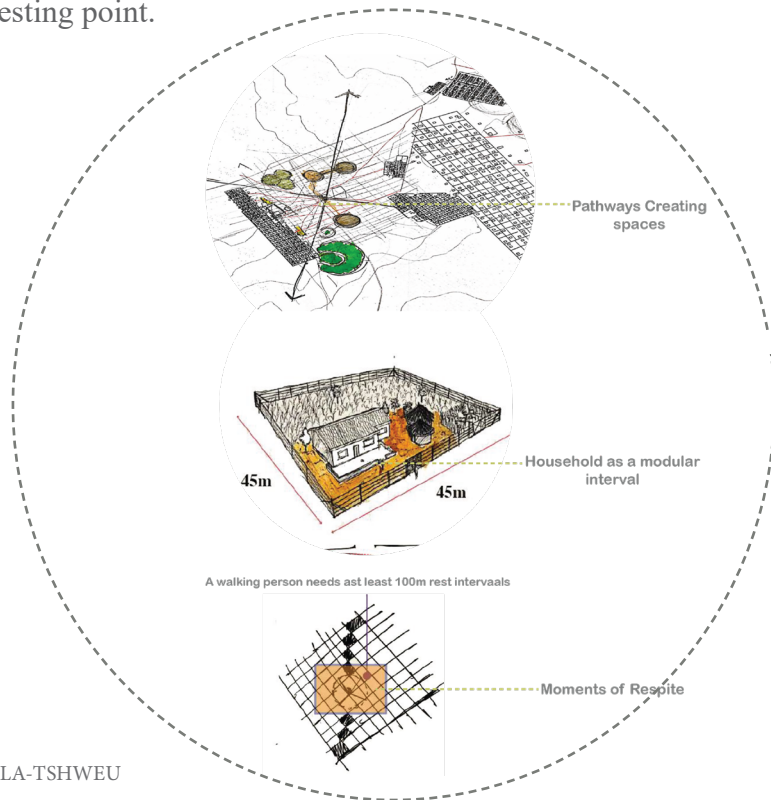 esting point.
Pathways Creating
spaces
45m
45m
Household as a modular
interval
A walking person needs ast least 100m rest intervaals
Moments of Respite
LA-TSHWEU